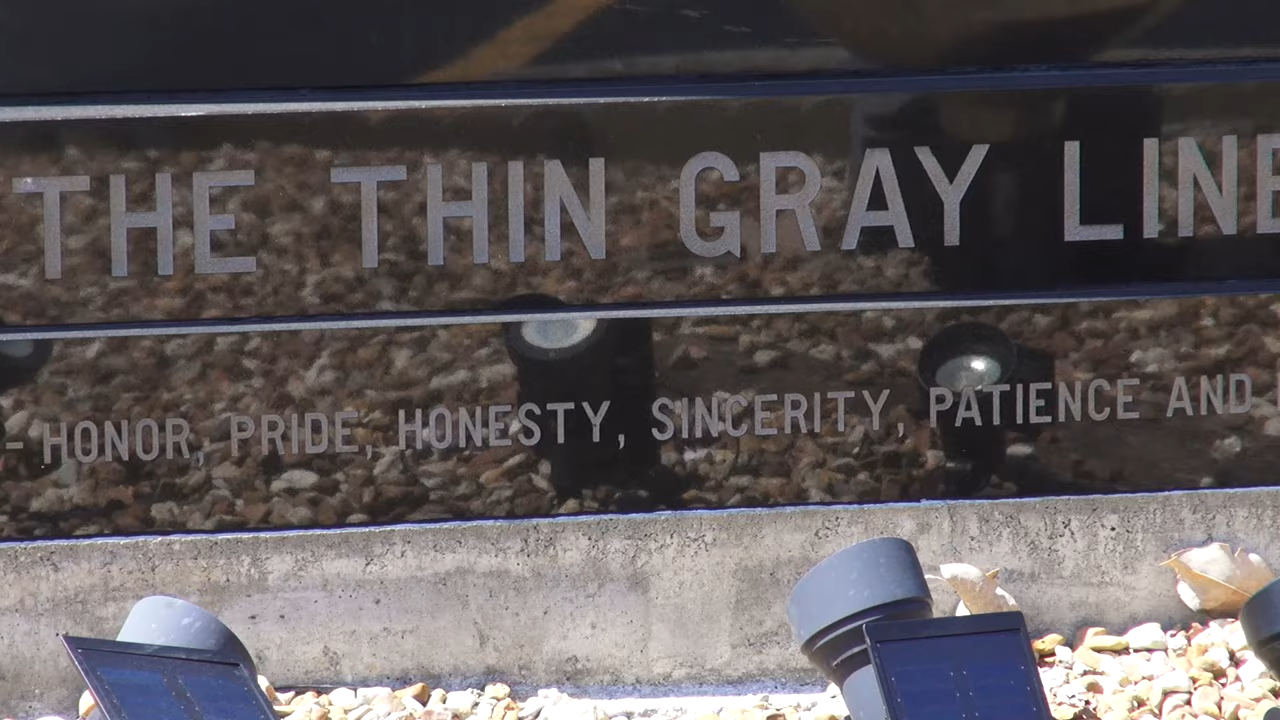 THE THIN GRAY LINE
- HONOR, PRIDE, HONESTY, SINCERITY, PATIENCE AND